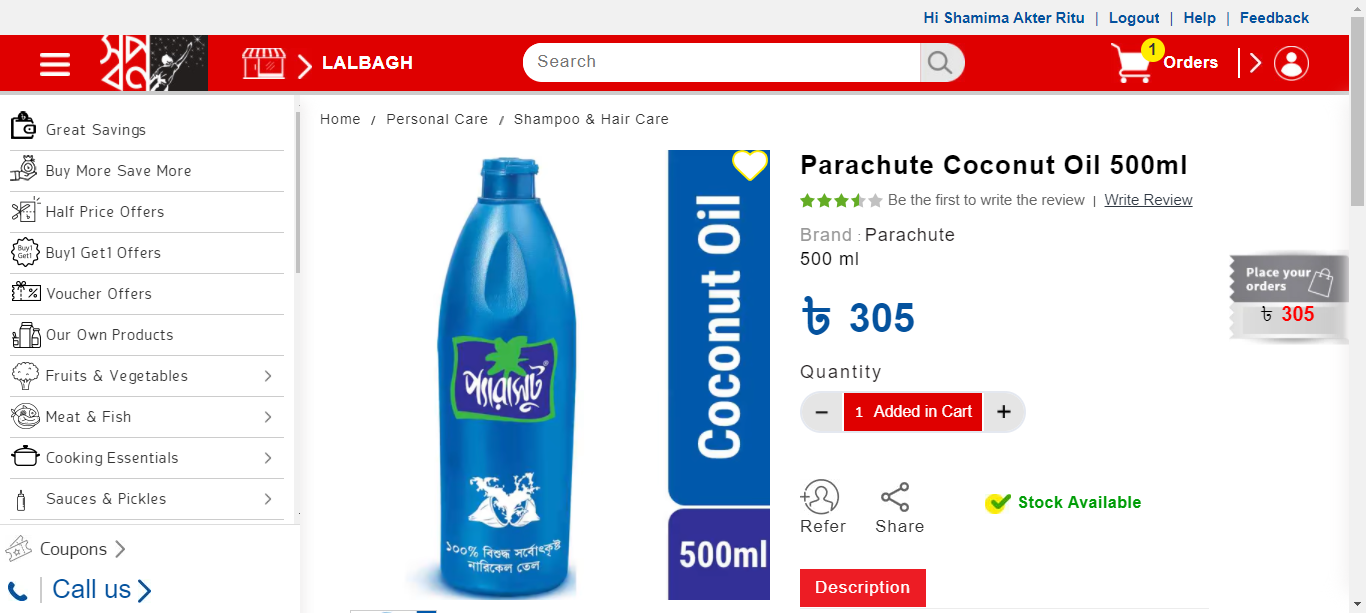 Hi Shamima Akter Ritu | Logout | Help | Feedback
স্বপ্ন
LALBAGH
Search
1
Orders
Great Savings
Buy More Save More
Half Price Offers
Buy1 Get1
Buy1 Get1 Offers
Voucher Offers
Our Own Products
Fruits & Vegetables
Meat & Fish
Cooking Essentials
Sauces & Pickles
Coupons
Call us
Home / Personal Care / Shampoo & Hair Care
প্যারাসুট
১০০% বিশুদ্ধ সর্বোৎকৃষ্ট
নারিকেল তেল
Coconut Oil
500ml
Parachute Coconut Oil 500ml
Be the first to write the review | Write Review
Brand : Parachute
500 ml
৳ 305
Quantity
− 1 Added in Cart +
Refer
Share
Stock Available
Description
Place your
orders
৳ 305